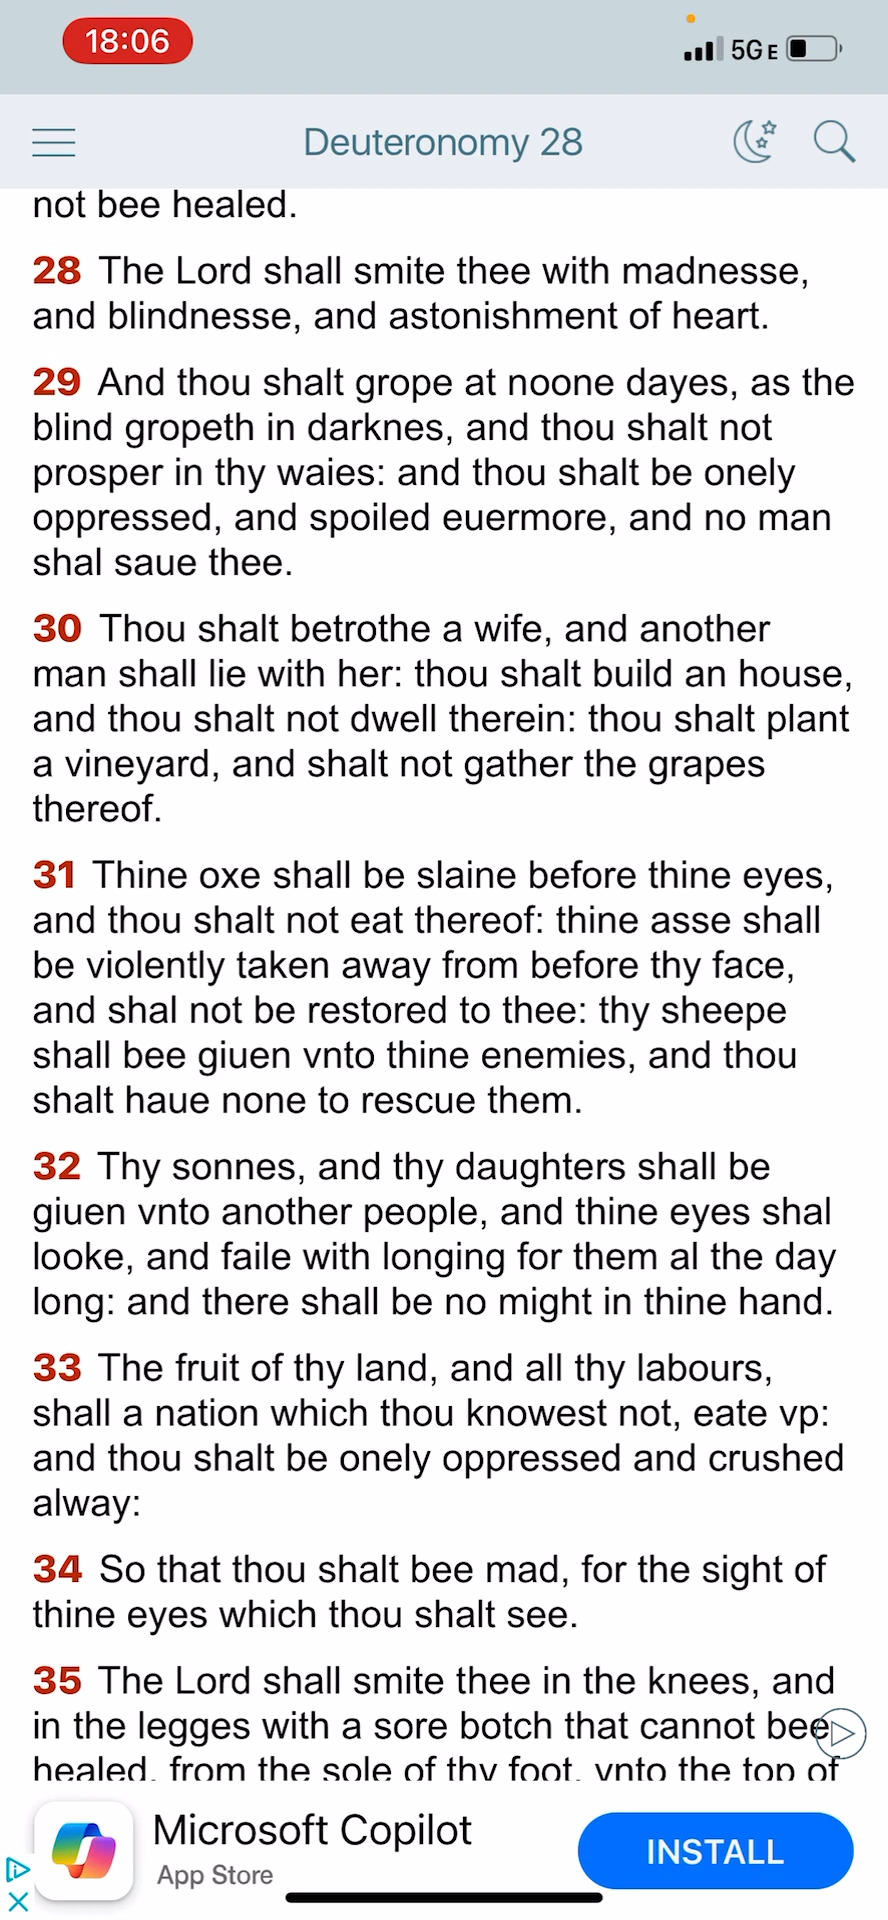 18:06
5G E
Deuteronomy 28
not bee healed.
28 The Lord shall smite thee with madnesse,
and blindnesse, and astonishment of heart.
29 And thou shalt grope at noone dayes, as the
blind gropeth in darknes, and thou shalt not
prosper in thy waies: and thou shalt be onely
oppressed, and spoiled euermore, and no man
shal saue thee.
30 Thou shalt betrothe a wife, and another
man shall lie with her: thou shalt build an house,
and thou shalt not dwell therein: thou shalt plant
a vineyard, and shalt not gather the grapes
thereof.
31 Thine oxe shall be slaine before thine eyes,
and thou shalt not eat thereof: thine asse shall
be violently taken away from before thy face,
and shal not be restored to thee: thy sheepe
shall bee giuen vnto thine enemies, and thou
shalt haue none to rescue them.
32 Thy sonnes, and thy daughters shall be
giuen vnto another people, and thine eyes shal
looke, and faile with longing for them al the day
long: and there shall be no might in thine hand.
33 The fruit of thy land, and all thy labours,
shall a nation which thou knowest not, eate vp:
and thou shalt be onely oppressed and crushed
alway:
34 So that thou shalt bee mad, for the sight of
thine eyes which thou shalt see.
35 The Lord shall smite thee in the knees, and
in the legges with a sore botch that cannot bee
healed, from the sole of thy foot, vnto the top of
Microsoft Copilot
App Store
INSTALL